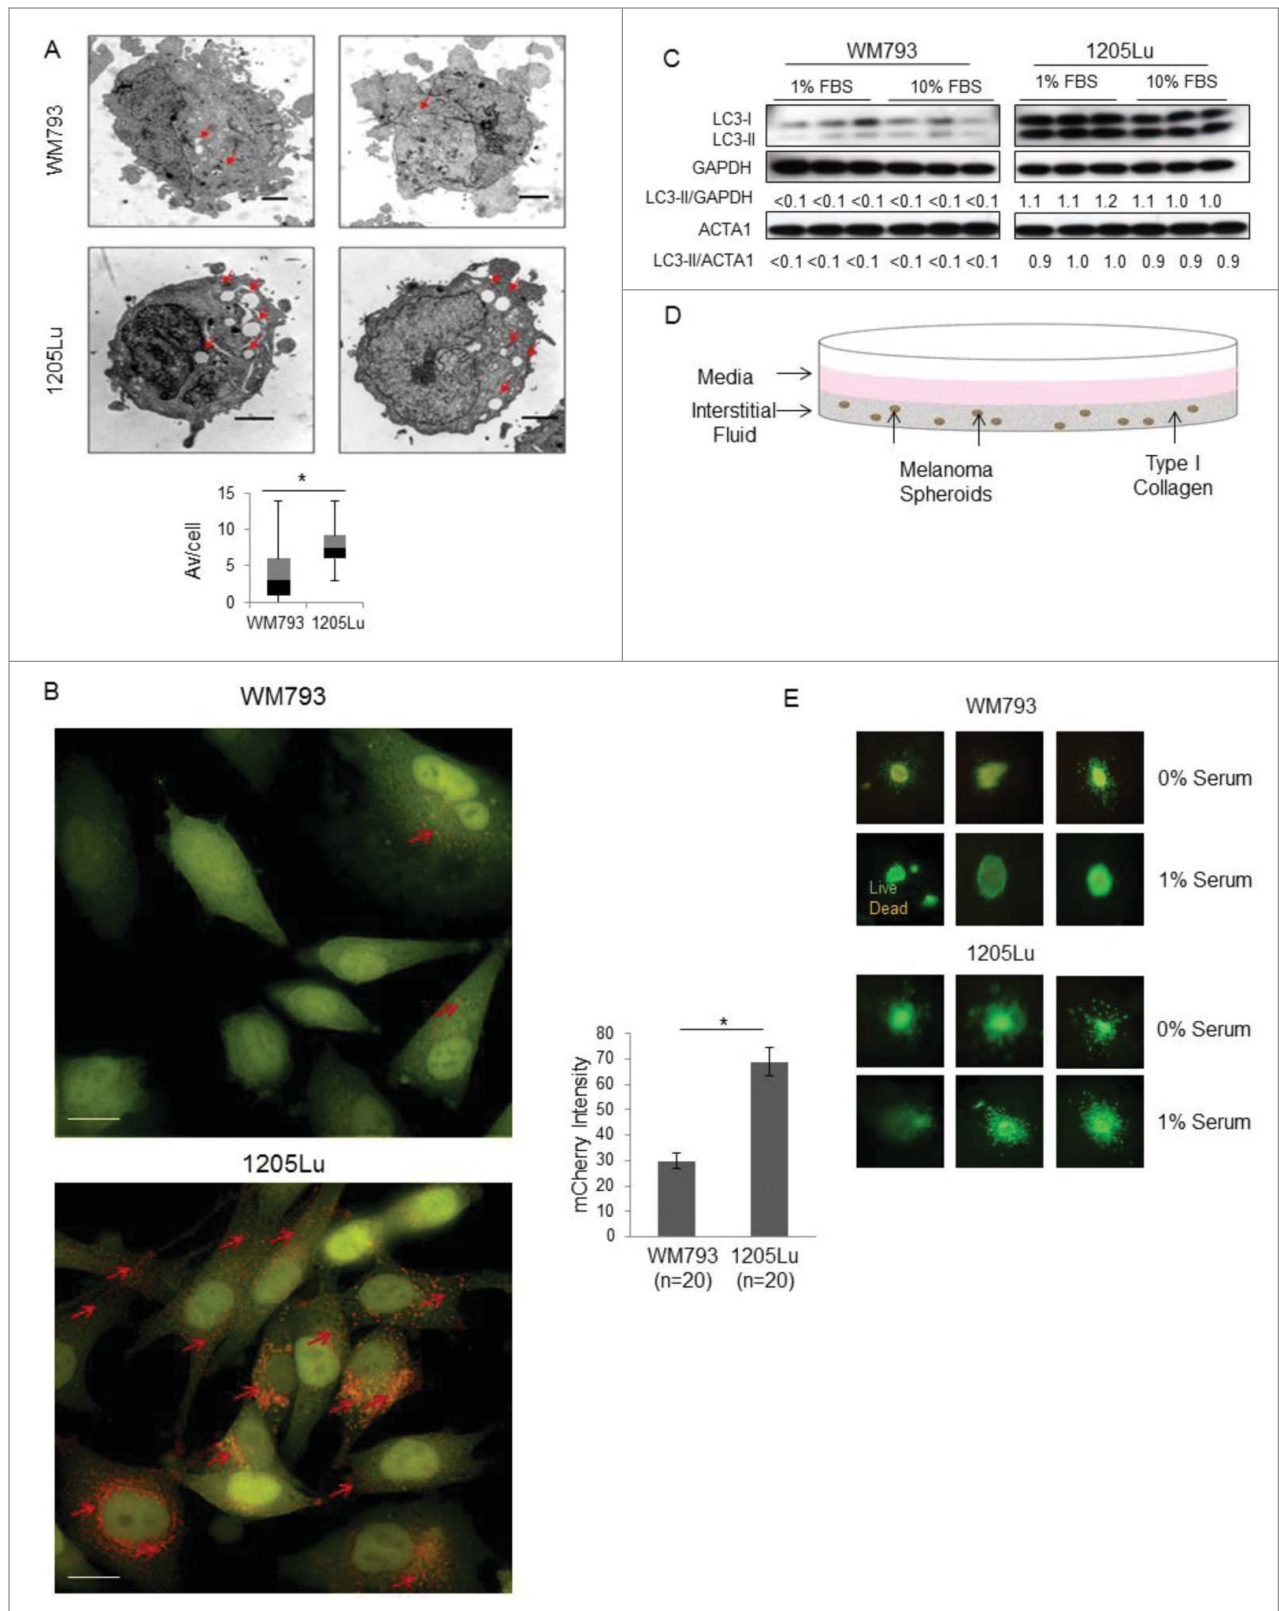 A
WM793
1205Lu
*
15
10
5
0
Av/cell
WM793 1205Lu
C
WM793 1205Lu
1% FBS 10% FBS 1% FBS 10% FBS
LC3-I
LC3-II
GAPDH
LC3-II/GAPDH <0.1 <0.1 <0.1 <0.1 <0.1 <0.1 1.1 1.1 1.2 1.1 1.0 1.0
ACTA1
LC3-II/ACTA1 <0.1 <0.1 <0.1 <0.1 <0.1 <0.1 0.9 1.0 1.0 0.9 0.9 0.9
D
Media
Interstitial
Fluid
Melanoma
Spheroids
Type I
Collagen
B
WM793
1205Lu
*
80
70
60
50
40
30
20
10
0
mCherry Intensity
WM793 1205Lu
(n=20) (n=20)
E
WM793
0% Serum
Live
Dead
1% Serum
1205Lu
0% Serum
1% Serum